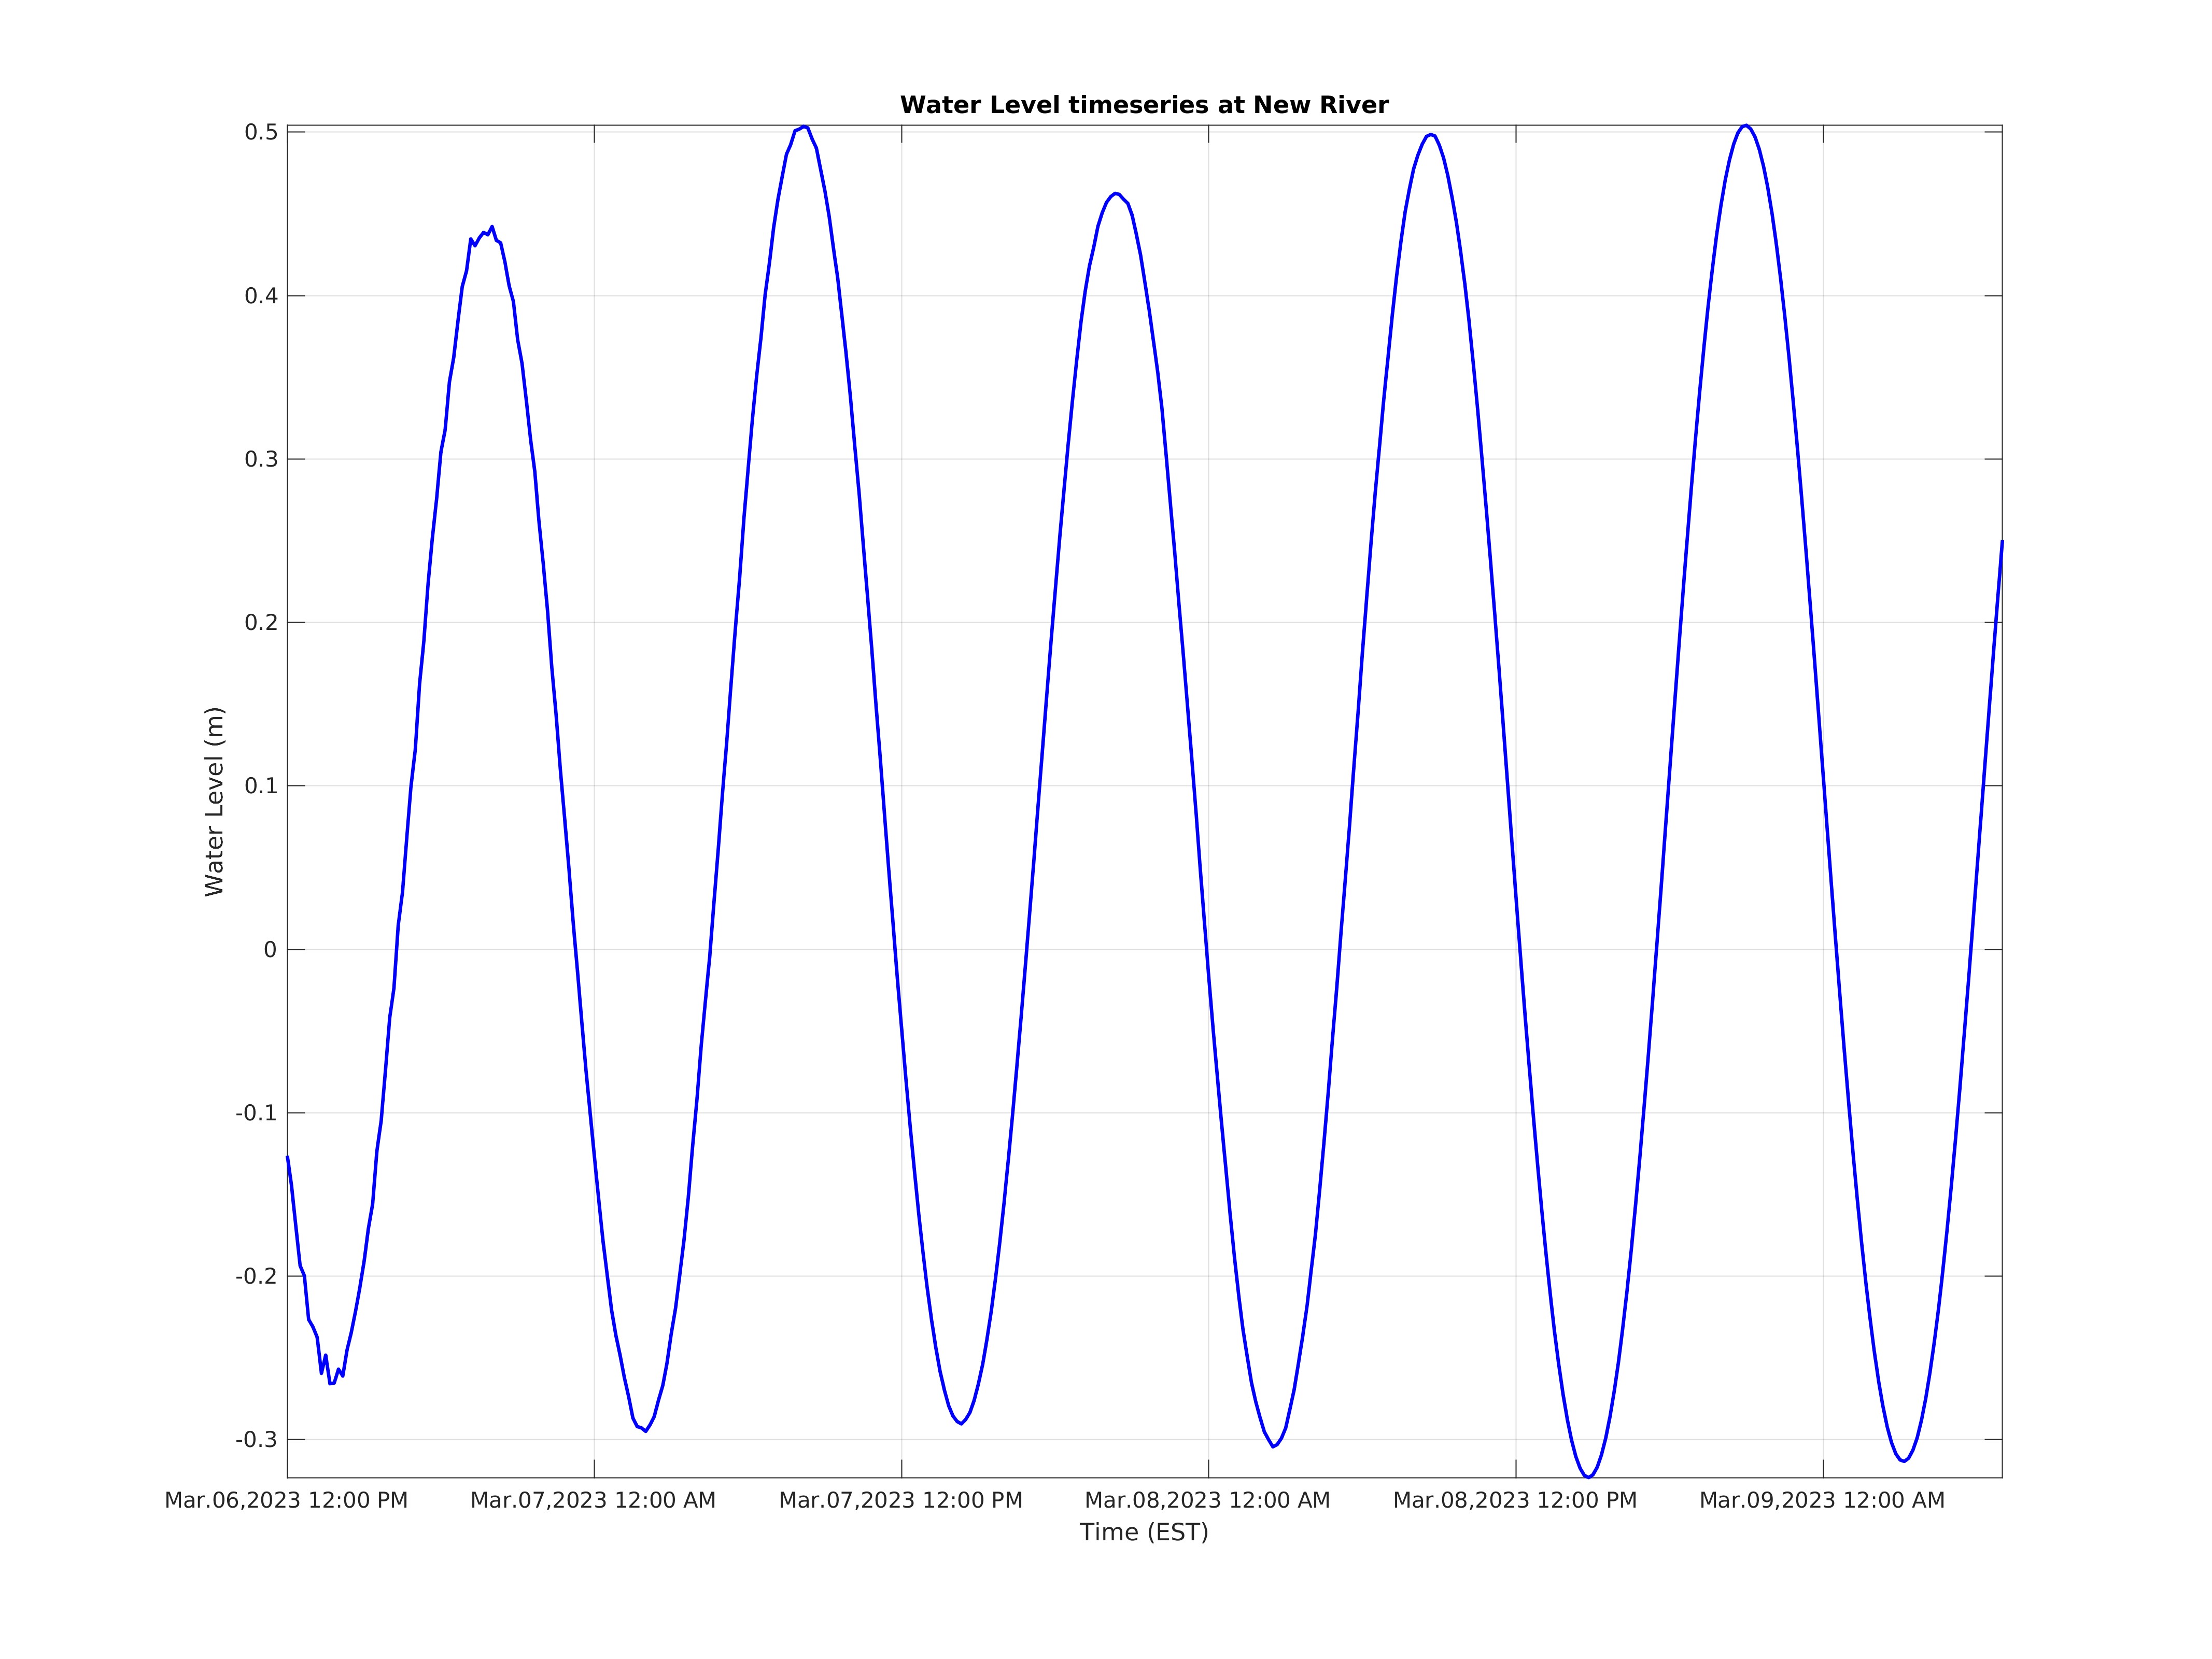 Water Level timeseries at New River
0.5
0.4
0.3
0.2
0.1
0
-0.1
-0.2
-0.3
Water Level (m)
Mar.06,2023 12:00 PM Mar.07,2023 12:00 AM Mar.07,2023 12:00 PM Mar.08,2023 12:00 AM Mar.08,2023 12:00 PM Mar.09,2023 12:00 AM
Time (EST)